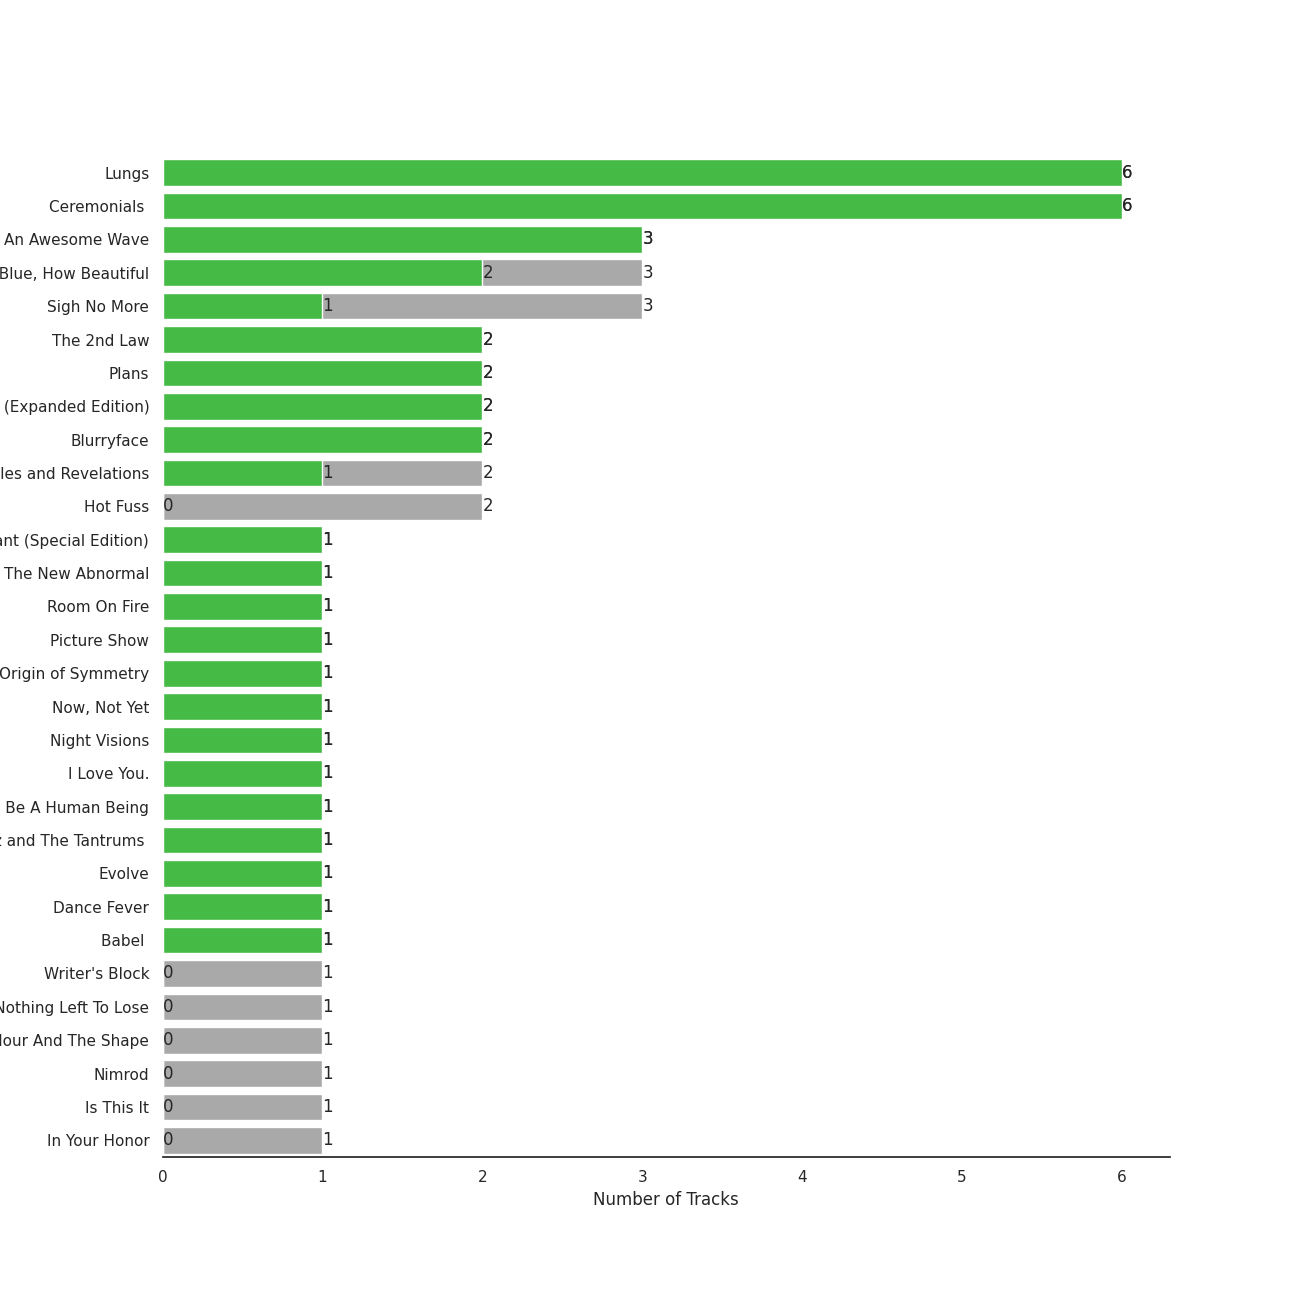 Lungs 6
Ceremonials 6
An Awesome Wave 3
Blue, How Beautiful 2 3
Sigh No More 1 3
The 2nd Law 2
Plans 2
(Expanded Edition) 2
Blurryface 2
les and Revelations 1 2
Hot Fuss 0 2
ant (Special Edition) 1
The New Abnormal 1
Room On Fire 1
Picture Show 1
Origin of Symmetry 1
Now, Not Yet 1
Night Visions 1
I Love You. 1
Be A Human Being 1
and The Tantrums 1
Evolve 1
Dance Fever 1
Babel 1
Writer's Block 0 1
Nothing Left To Lose 0 1
lour And The Shape 0 1
Nimrod 0 1
Is This It 0 1
In Your Honor 0 1
0 1 2 3 4 5 6
Number of Tracks